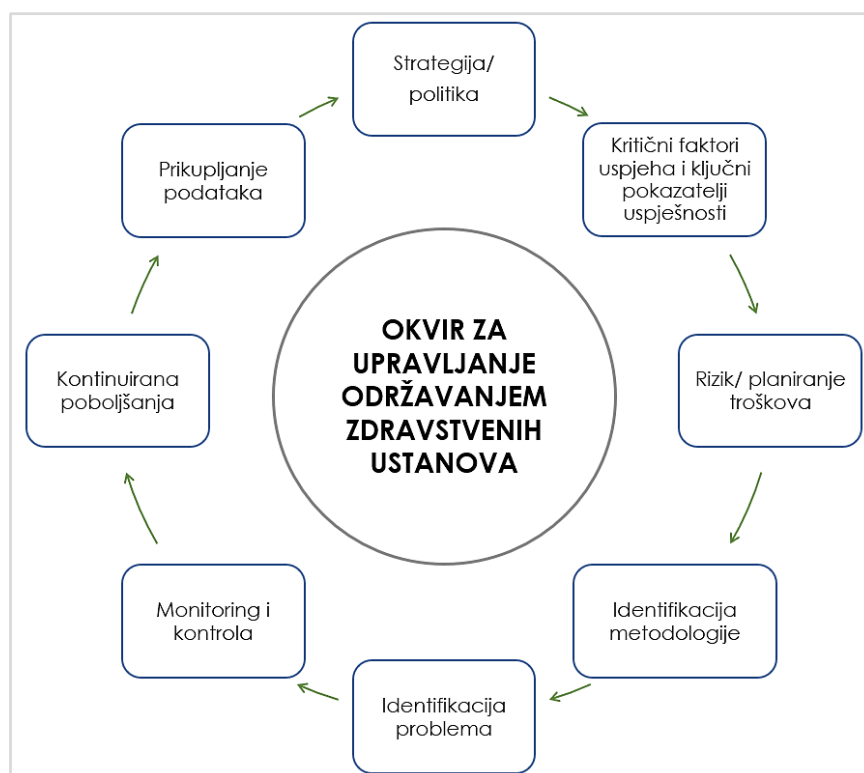 Strategija/
politika
Kritični faktori
uspjeha i ključni
pokazatelji
uspješnosti
Rizik/ planiranje
troškova
Identifikacija
metodologije
Identifikacija
problema
Monitoring i
kontrola
Kontinuirana
poboljšanja
Prikupljanje
podataka
OKVIR ZA
UPRAVLJANJE
ODRŽAVANJEM
ZDRAVSTVENIH
USTANOVA